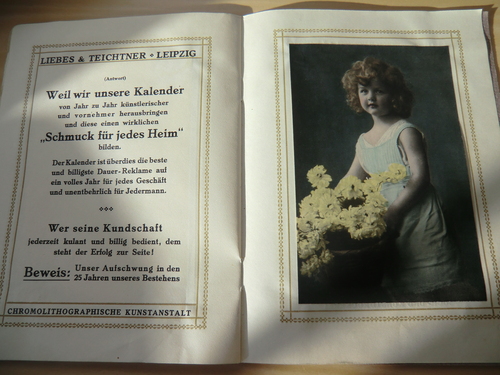 LIEBES & TEICHTNER • LEIPZIG
(Antwort)
Weil wir unsere Kalender
von Jahr zu Jahr künstlerischer
und vornehmer herausbringen
und diese einen wirklichen
„Schmuck für jedes Heim"
bilden.
Der Kalender ist überdies die beste
und billigste Dauer-Reklame auf
ein volles Jahr für jedes Geschäft
und unentbehrlich für Jedermann.
Wer seine Kundschaft
jederzeit kulant und billig bedient, dem
steht der Erfolg zur Seite!
Beweis: Unser Aufschwung in den
25 Jahren unseres Bestehens
CHROMOLITHOGRAPHISCHE KUNSTANSTALT